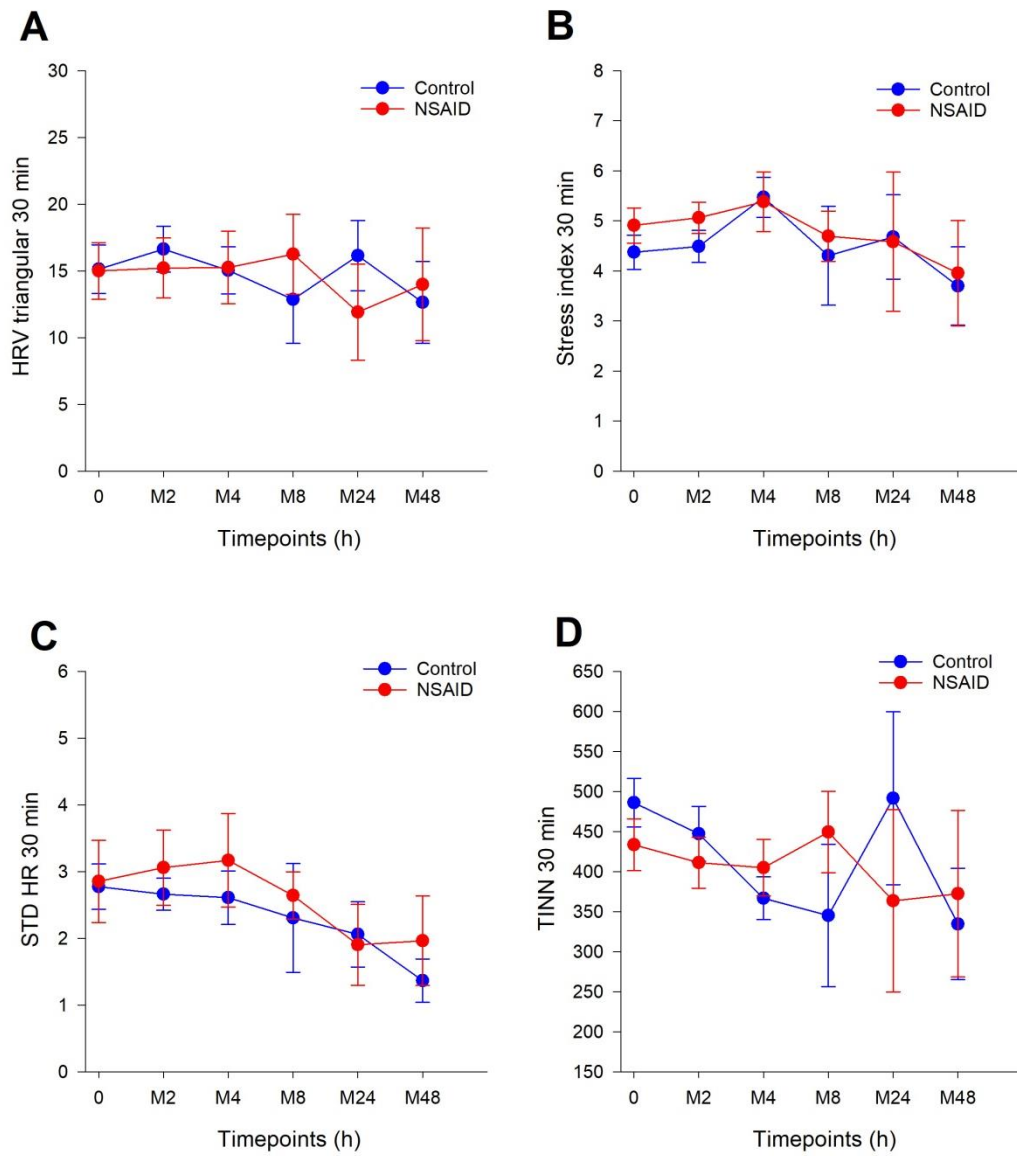 A
HRV triangular 30 min
30
25
20
15
10
5
0
Control
NSAID
0 M2 M4 M8 M24 M48
Timepoints (h)
B
Stress index 30 min
8
7
6
5
4
3
2
1
0
Control
NSAID
0 M2 M4 M8 M24 M48
Timepoints (h)
C
STD HR 30 min
6
5
4
3
2
1
0
Control
NSAID
0 M2 M4 M8 M24 M48
Timepoints (h)
D
TINN 30 min
650
600
550
500
450
400
350
300
250
200
150
Control
NSAID
0 M2 M4 M8 M24 M48
Timepoints (h)